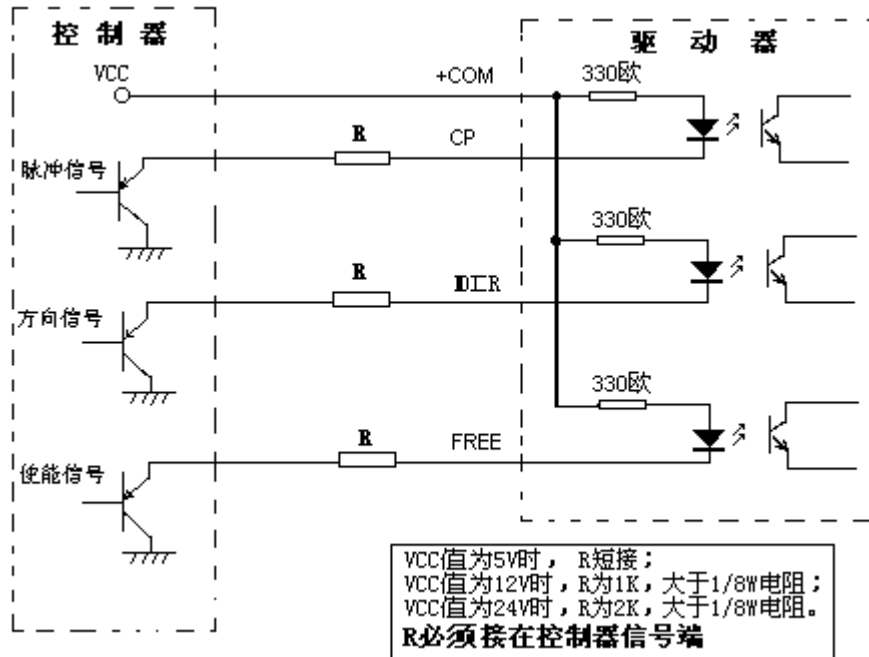 控制器
驱动器
VCC
+COM
330欧
R
CP
脉冲信号
330欧
R
DIR
方向信号
330欧
R
FREE
使能信号
VCC值为5V时，R短接；
VCC值为12V时，R为1K，大于1/8W电阻；
VCC值为24V时，R为2K，大于1/8W电阻。
R必须接在控制器信号端